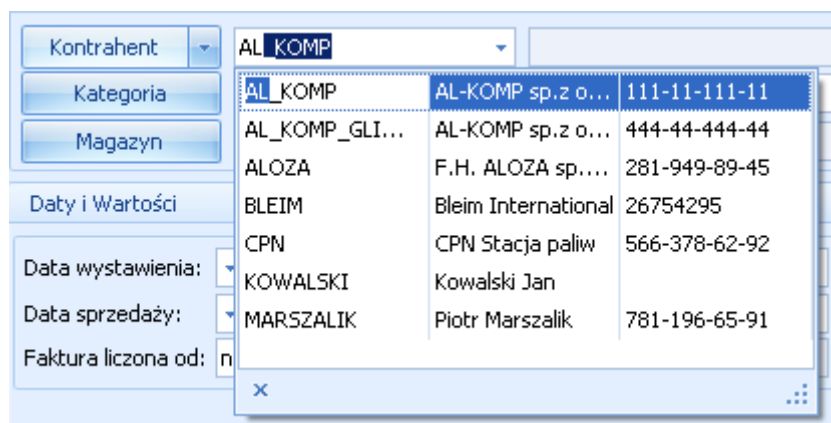 Kontrahent AL_KOMP
Kategoria AL_KOMP AL-KOMP sp.z o... 111-11-111-11
Magazyn AL_KOMP_GLI... AL-KOMP sp.z o... 444-44-444-44
ALOZA F.H. ALOZA sp.... 281-949-89-45
Daty i Wartości BLEIM Bleim International 26754295
CPN CPN Stacja paliw 566-378-62-92
Data wystawienia: KOWALSKI Kowalski Jan
Data sprzedaży: MARSZALIK Piotr Marszalik 781-196-65-91
Faktura liczona od: n